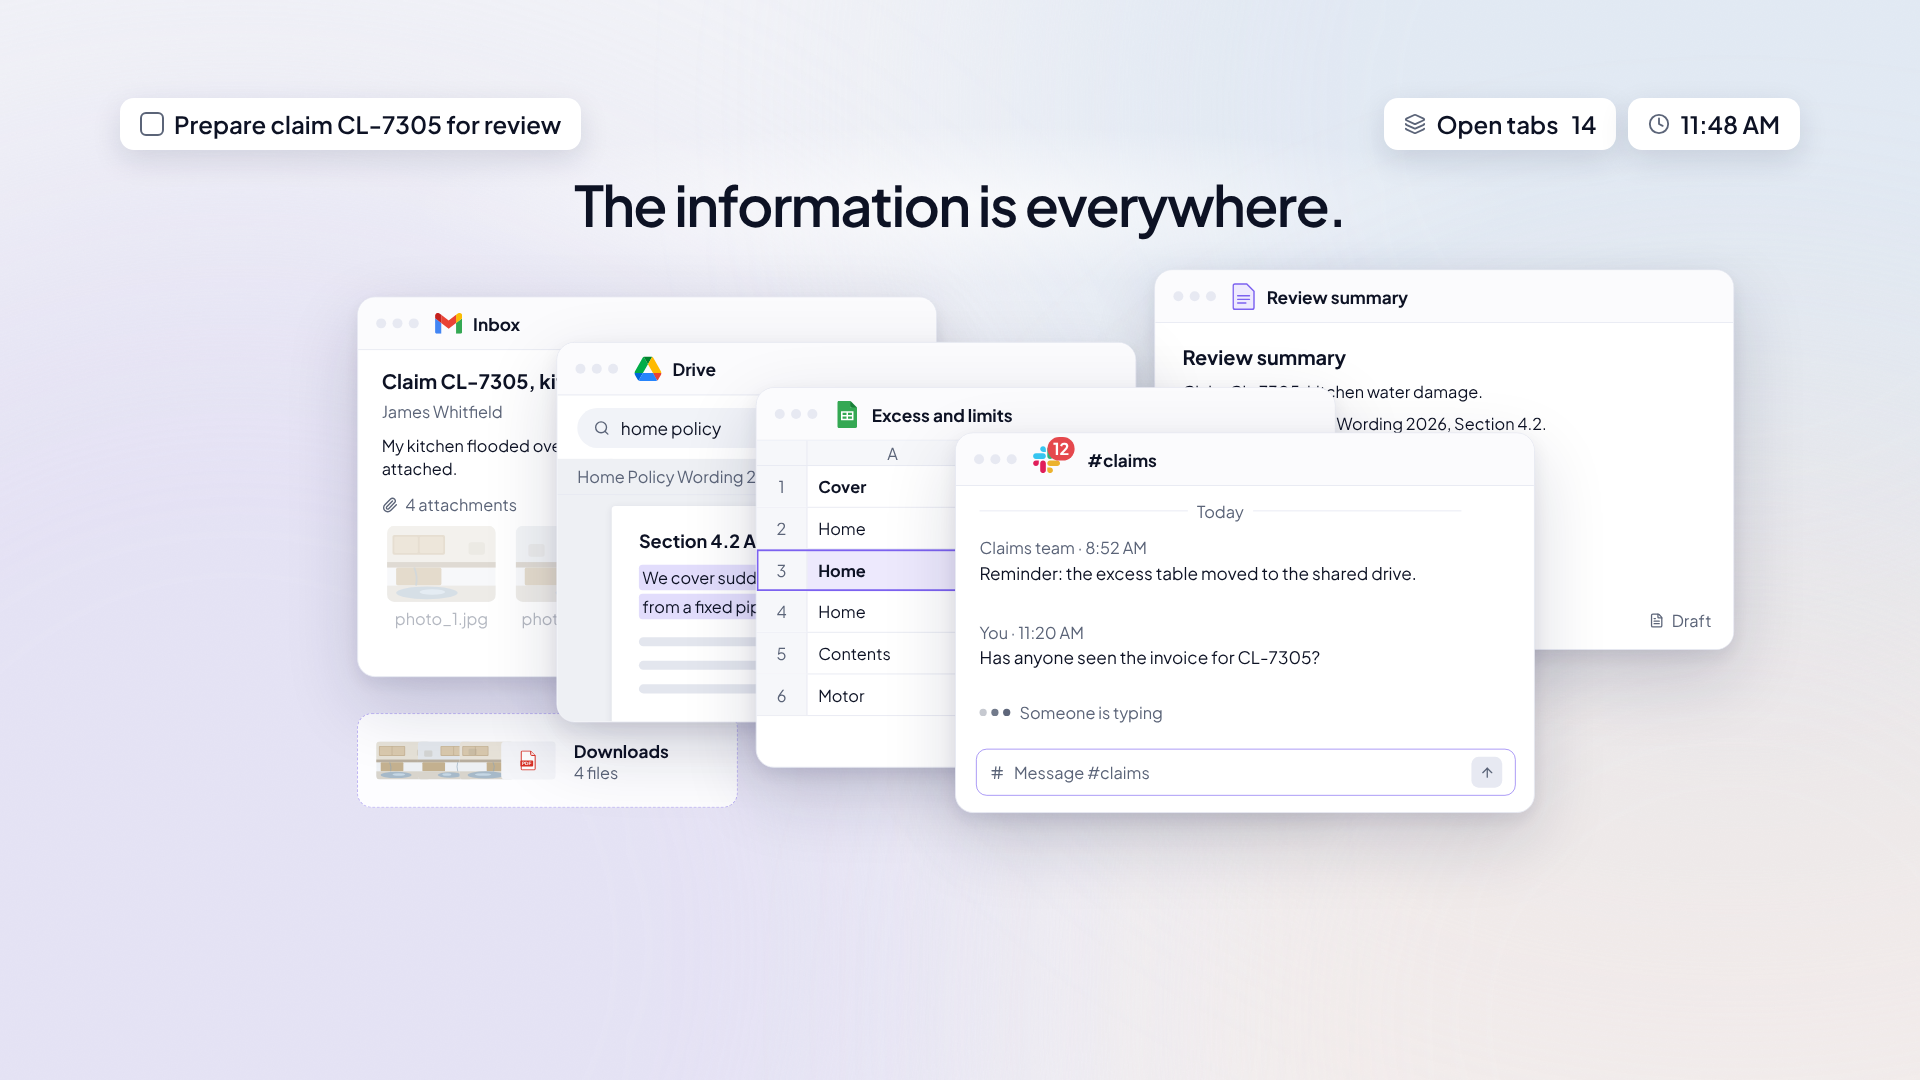 Prepare claim CL-7305 for review
Open tabs 14
11:48 AM
The information is everywhere.
Inbox
Claim CL-7305, ki
James Whitfield
My kitchen flooded ove
attached.
4 attachments
photo_1.jpg
phot
Drive
home policy
Home Policy Wording 2
Section 4.2 A
We cover sudd
from a fixed pip
Excess and limits
A
1 Cover
2 Home
3 Home
4 Home
5 Contents
6 Motor
12
#claims
Today
Claims team · 8:52 AM
Reminder: the excess table moved to the shared drive.
You · 11:20 AM
Has anyone seen the invoice for CL-7305?
Someone is typing
# Message #claims
Review summary
Review summary
chen water damage.
Wording 2026, Section 4.2.
Draft
PDF
Downloads
4 files